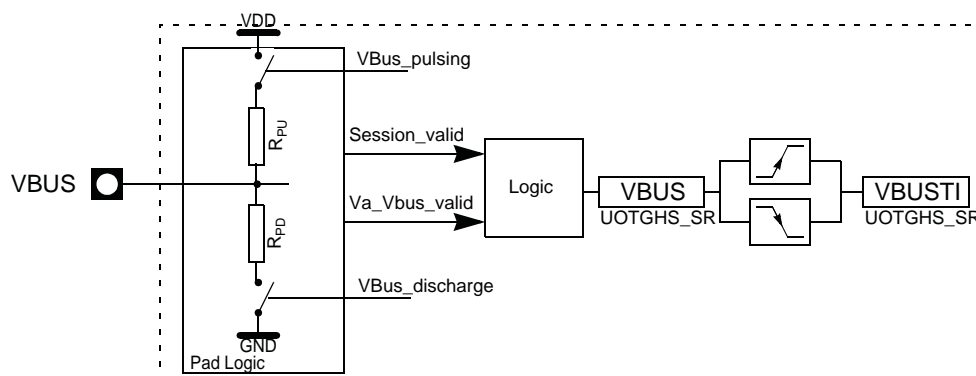 VDD
VBus_pulsing
RPU
Session_valid
VBUS
Logic
VBUS
VBUSTI
Va_Vbus_valid
UOTGHS_SR
UOTGHS_SR
RPD
VBus_discharge
GND
Pad Logic